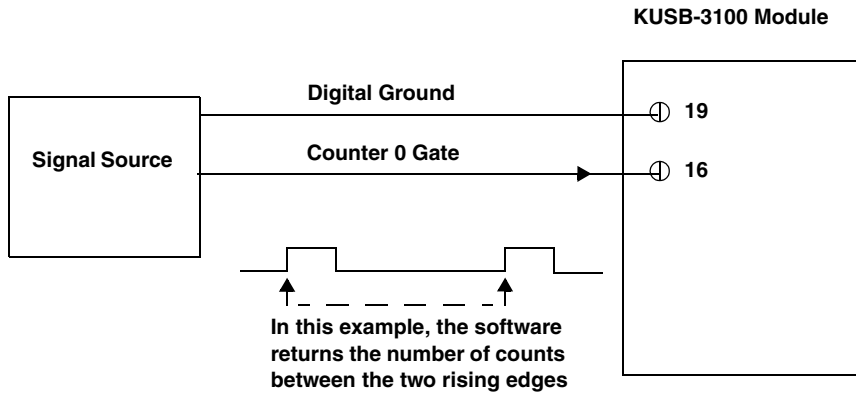 KUSB-3100 Module
Digital Ground
19
Signal Source
Counter 0 Gate
16
In this example, the software
returns the number of counts
between the two rising edges